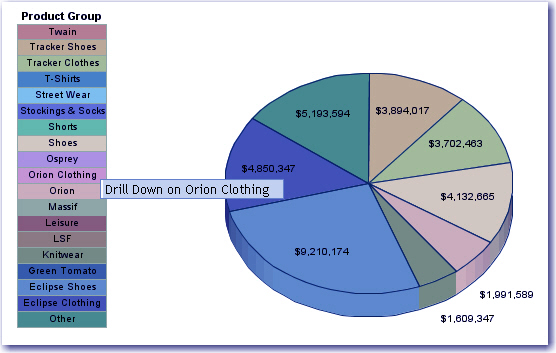 Product Group
Twain
Tracker Shoes
Tracker Clothes
T-Shirts
Street Wear
Stockings & Socks
Shorts
Shoes
Osprey
Orion Clothing
Orion
Drill Down on Orion Clothing
Massif
Leisure
LSF
Knitwear
Green Tomato
Eclipse Shoes
Eclipse Clothing
Other
$5,193,594
$3,894,017
$3,702,463
$4,850,347
$4,132,665
$9,210,174
$1,991,589
$1,609,347